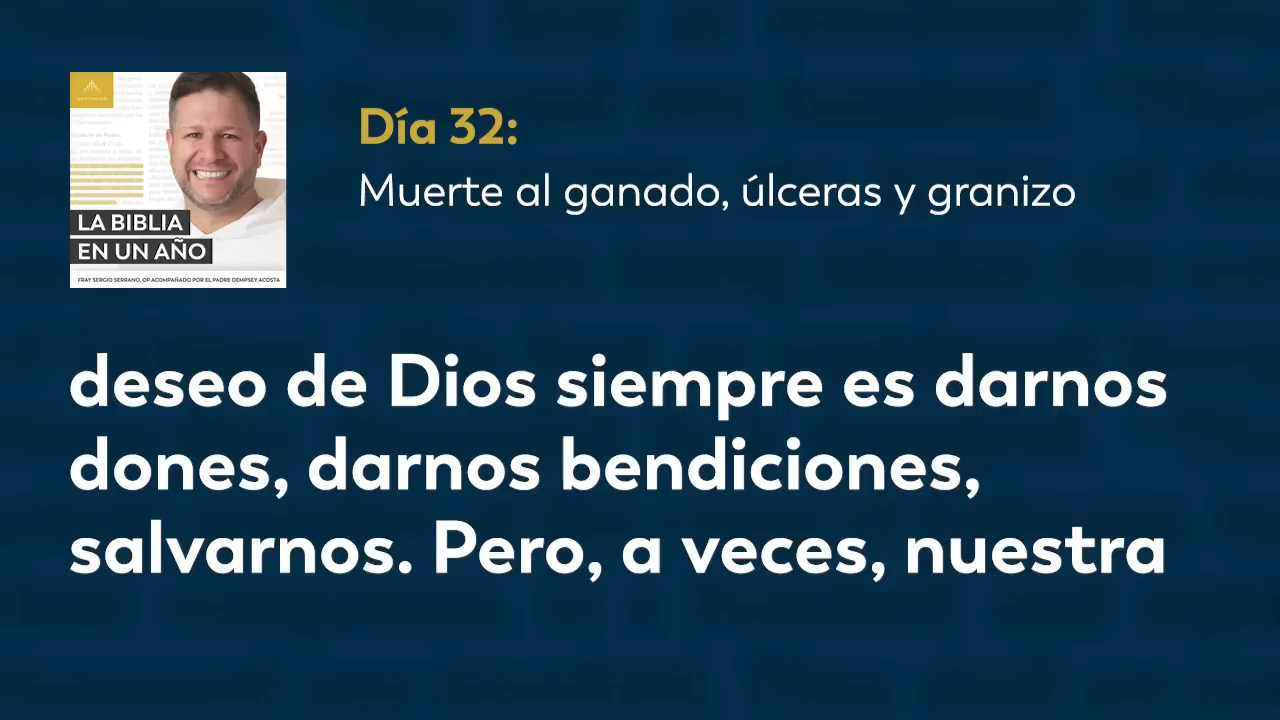 Día 32:
Muerte al ganado, úlceras y granizo
LA BIBLIA
EN UN AÑO
FRAY SERGIO SERRANO, OP ACOMPAÑADO POR EL PADRE DEMPSEY ACOSTA
deseo de Dios siempre es darnos
dones, darnos bendiciones,
salvarnos. Pero, a veces, nuestra